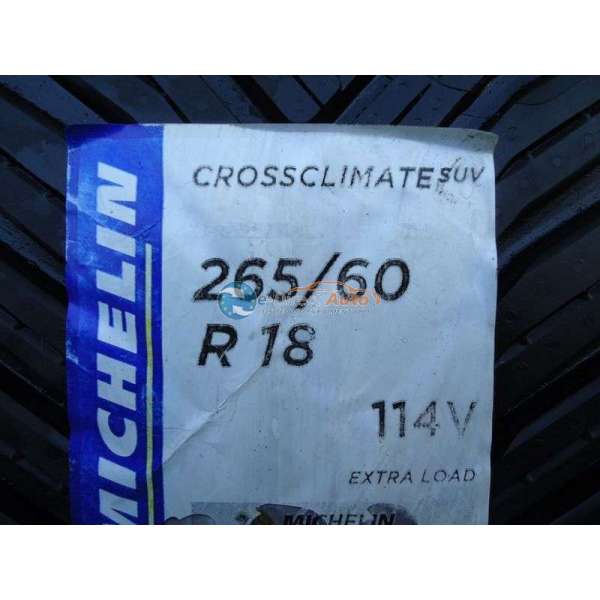 MICHELIN
CROSSCLIMATE SUV
265/60
R 18
114V
EXTRA LOAD
MICHELIN